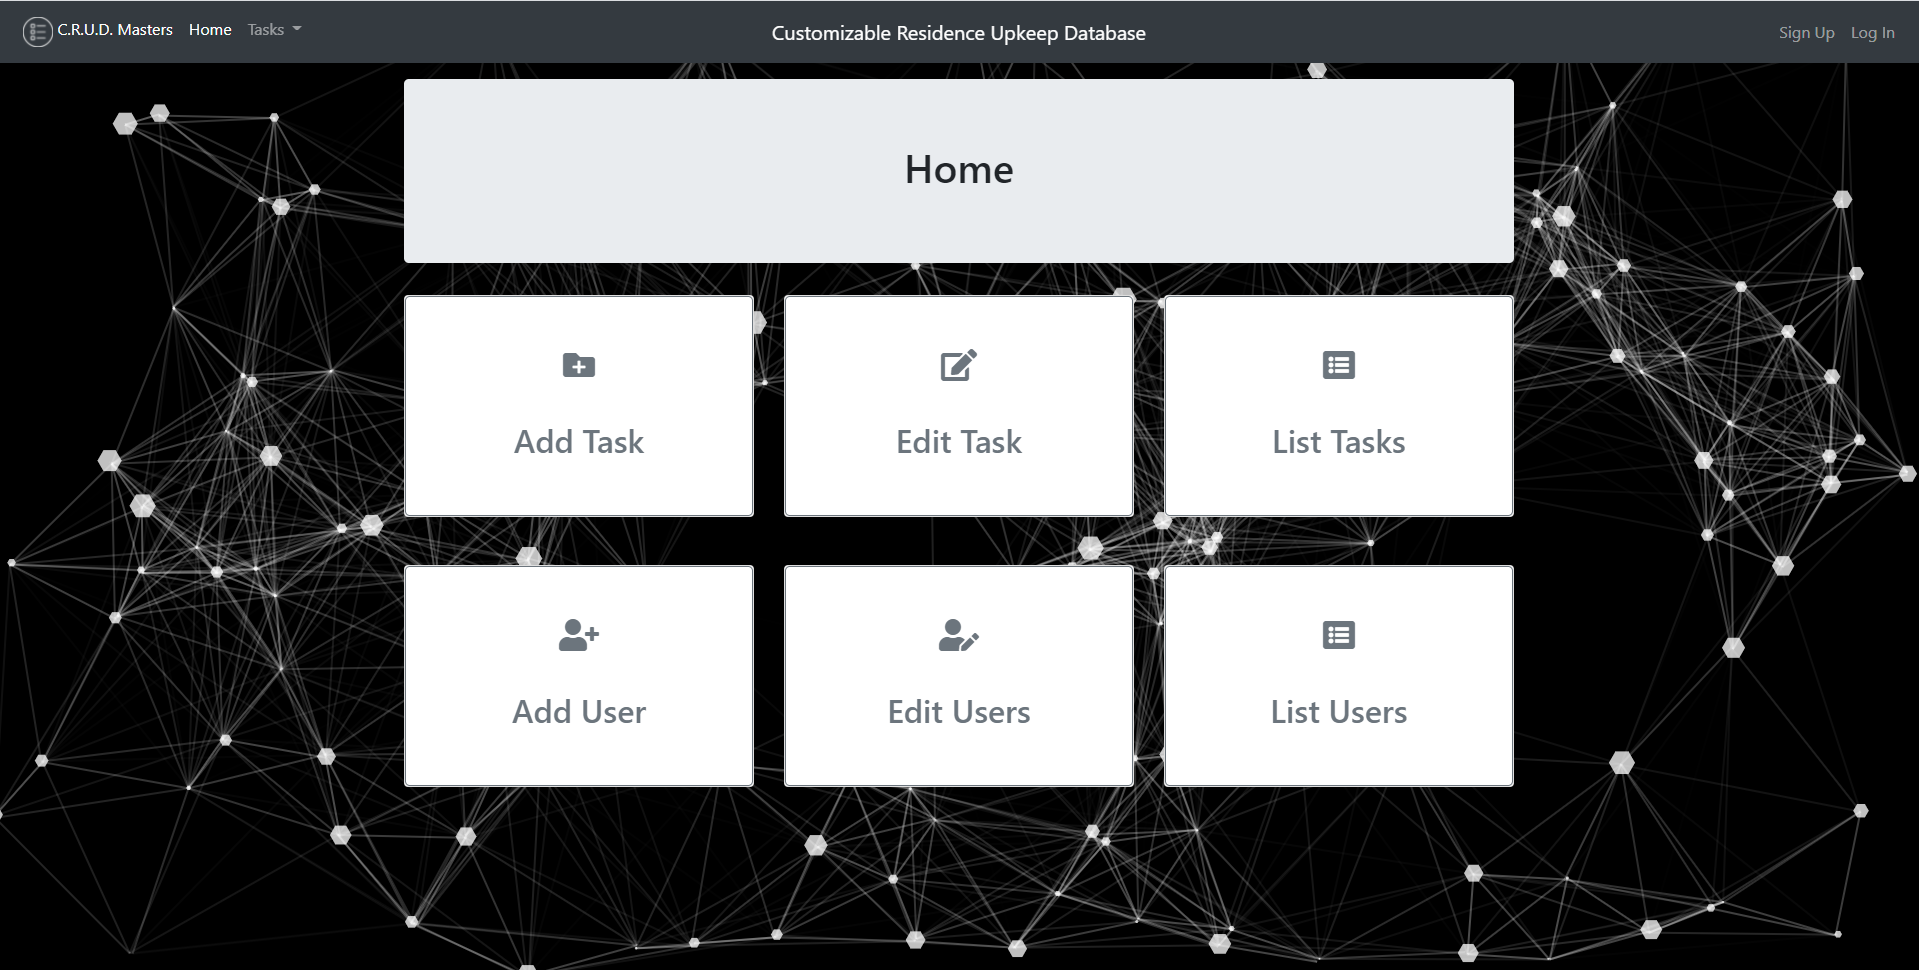 C.R.U.D. Masters Home Tasks Customizable Residence Upkeep Database Sign Up Log In
Home
Add Task Edit Task List Tasks
Add User Edit Users List Users